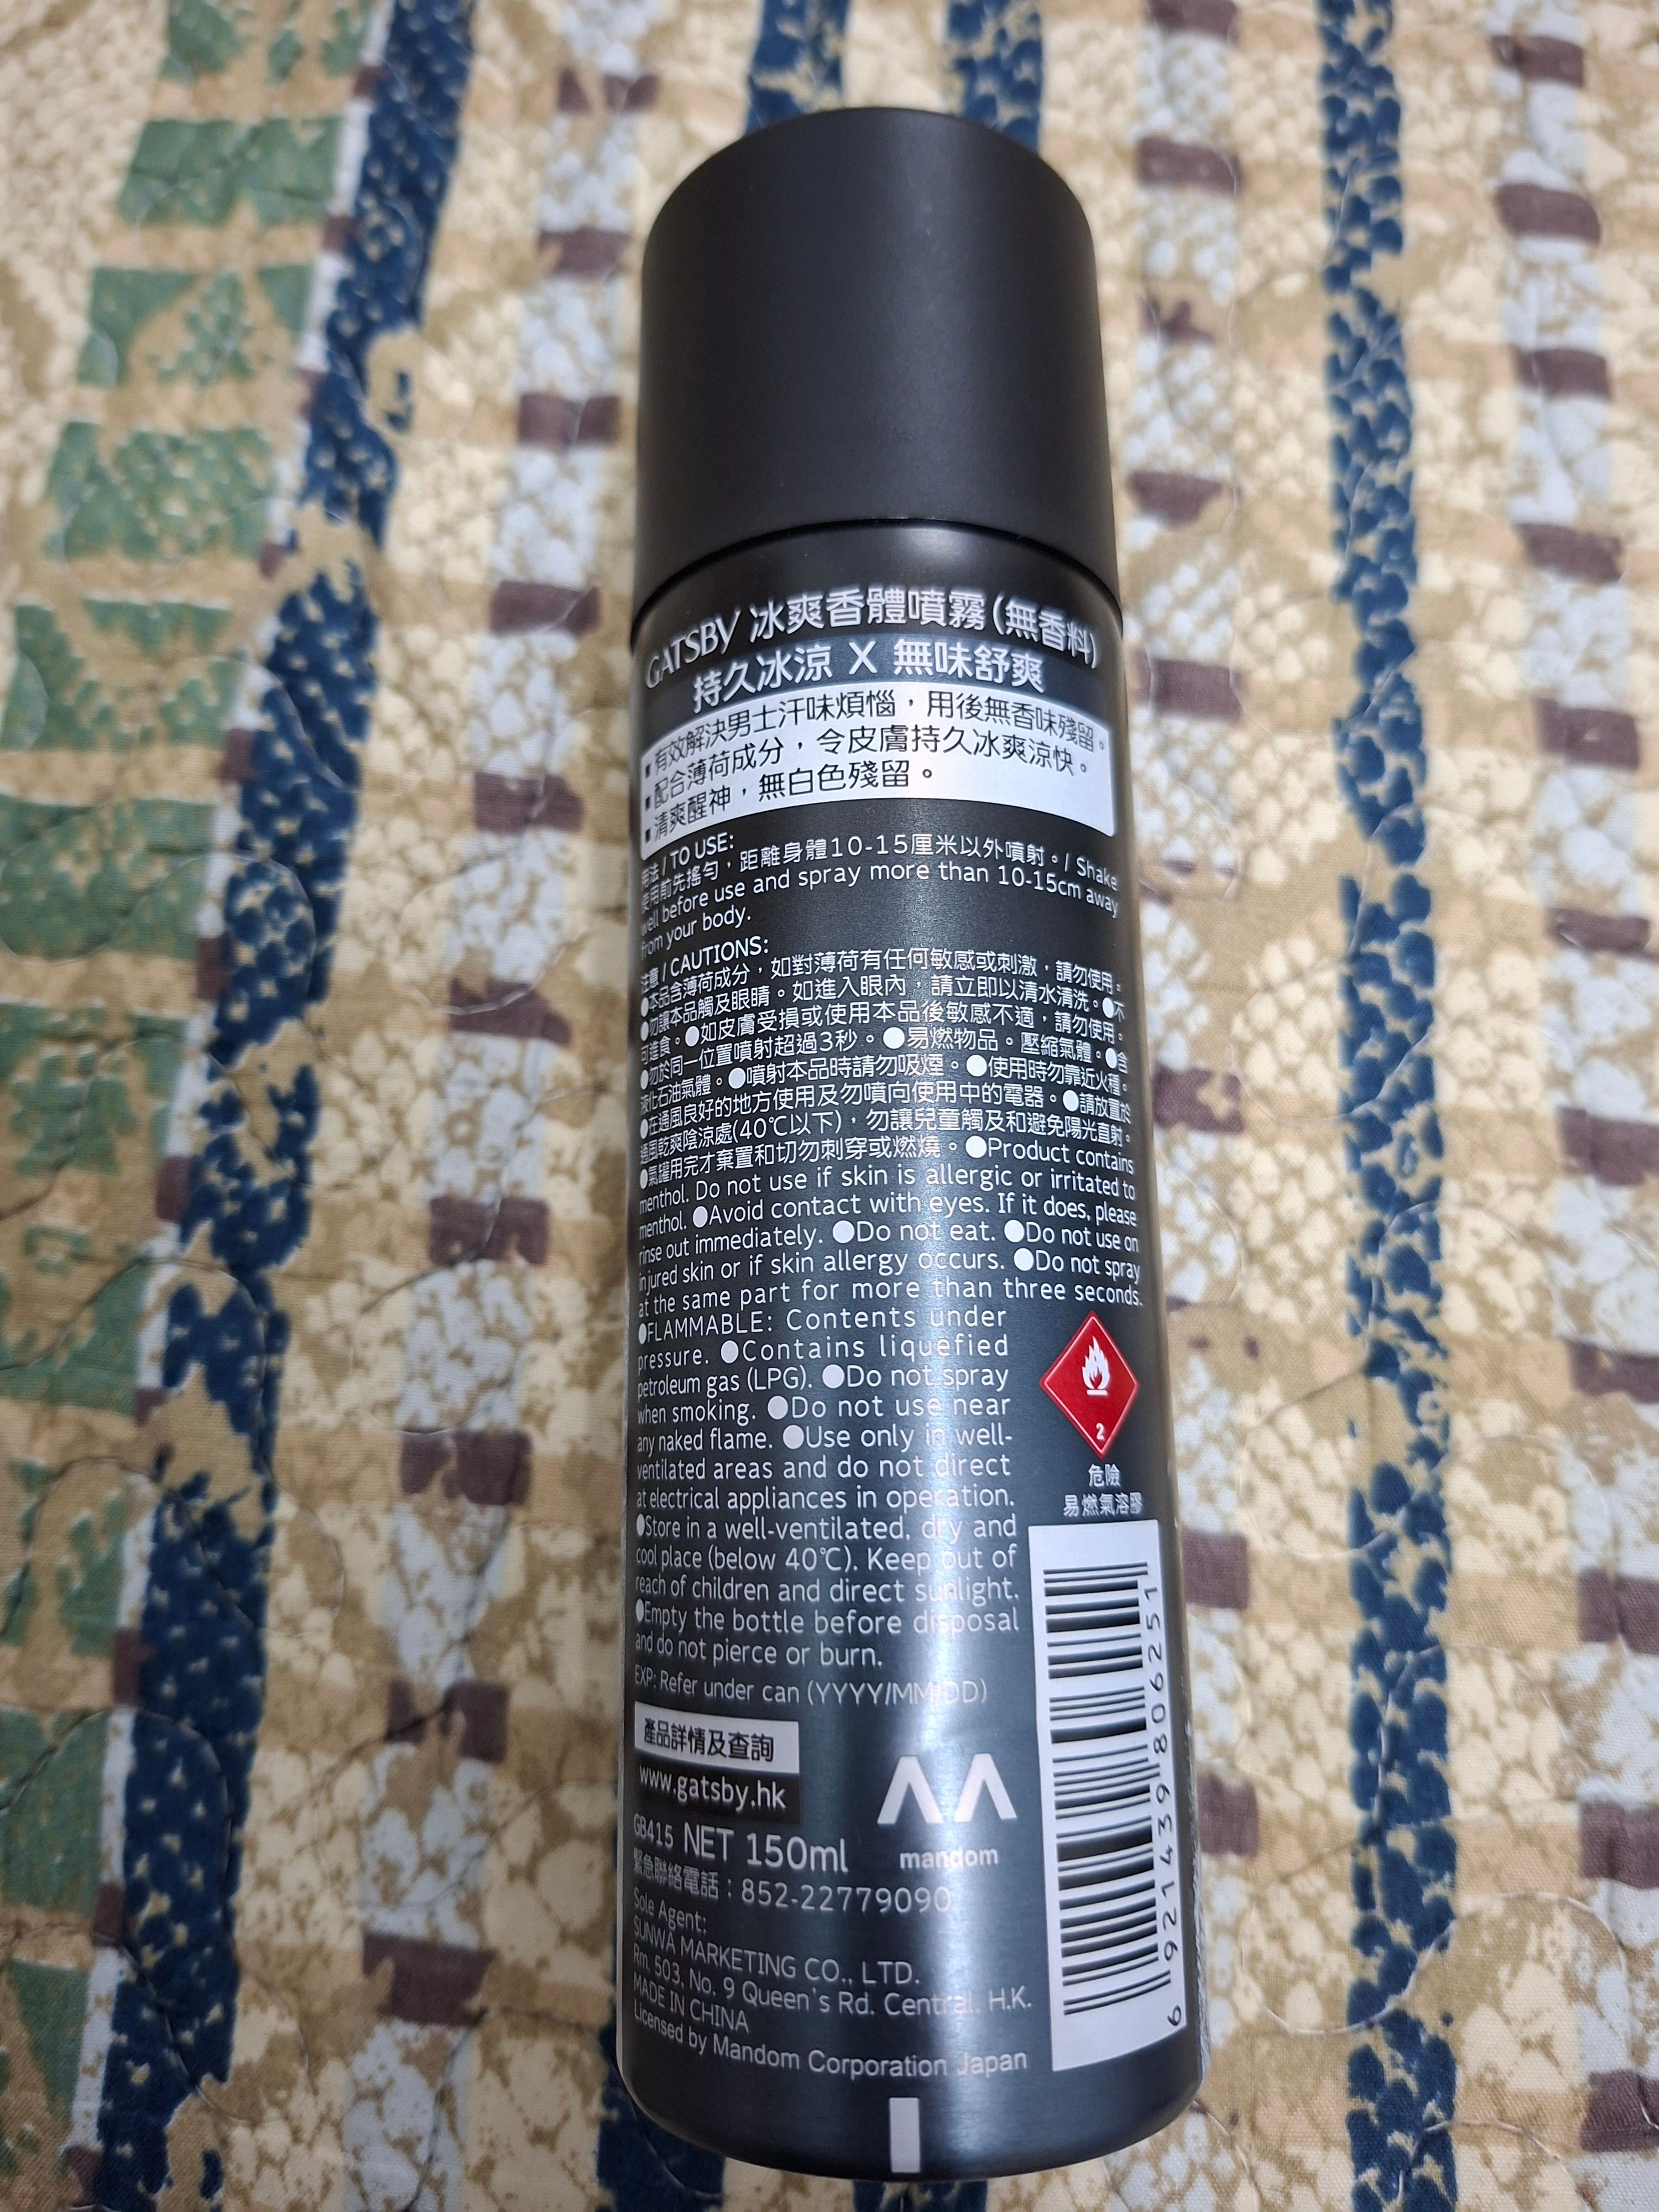 GATSBY 冰爽香體噴霧(無香料)
持久冰涼 X 無味舒爽
▪有效解決男士汗味煩惱，用後無香味殘留。
▪配合薄荷成分，令皮膚持久冰爽涼快。
▪清爽醒神，無白色殘留。
用法 / TO USE:
使用前先搖勻，距離身體10-15厘米以外噴射。/ Shake
well before use and spray more than 10-15cm away
from your body.
注意 / CAUTIONS:
●本品含薄荷成分，如對薄荷有任何敏感或刺激，請勿使用。
●勿讓本品觸及眼睛。如進入眼內，請立即以清水清洗。●不
可進食。●如皮膚受損或使用本品後敏感不適，請勿使用。
●勿於同一位置噴射超過3秒。●易燃物品。壓縮氣體。●含
液化石油氣體。●噴射本品時請勿吸煙。●使用時勿靠近火種。
●在通風良好的地方使用及勿噴向使用中的電器。●請放置於
通風乾爽陰涼處(40℃以下)，勿讓兒童觸及和避免陽光直射。
●氣罐用完才棄置和切勿刺穿或燃燒。●Product contains
menthol. Do not use if skin is allergic or irritated to
menthol. ●Avoid contact with eyes. If it does, please
rinse out immediately. ●Do not eat. ●Do not use on
injured skin or if skin allergy occurs. ●Do not spray
at the same part for more than three seconds.
●FLAMMABLE: Contents under
pressure. ●Contains liquefied
petroleum gas (LPG). ●Do not spray
when smoking. ●Do not use near
any naked flame. ●Use only in well-
ventilated areas and do not direct
at electrical appliances in operation.
●Store in a well-ventilated, dry and
cool place (below 40℃). Keep out of
reach of children and direct sunlight.
●Empty the bottle before disposal
and do not pierce or burn.
EXP: Refer under can (YYYY/MM/DD)
2
危險
易燃氣溶膠
產品詳情及查詢
www.gatsby.hk
mandom
GB415 NET 150ml
緊急聯絡電話：852-22779090
Sole Agent:
SUNWA MARKETING CO., LTD.
Rm. 503, No. 9 Queen's Rd. Central, H.K.
MADE IN CHINA
Licensed by Mandom Corporation Japan
6921439806251